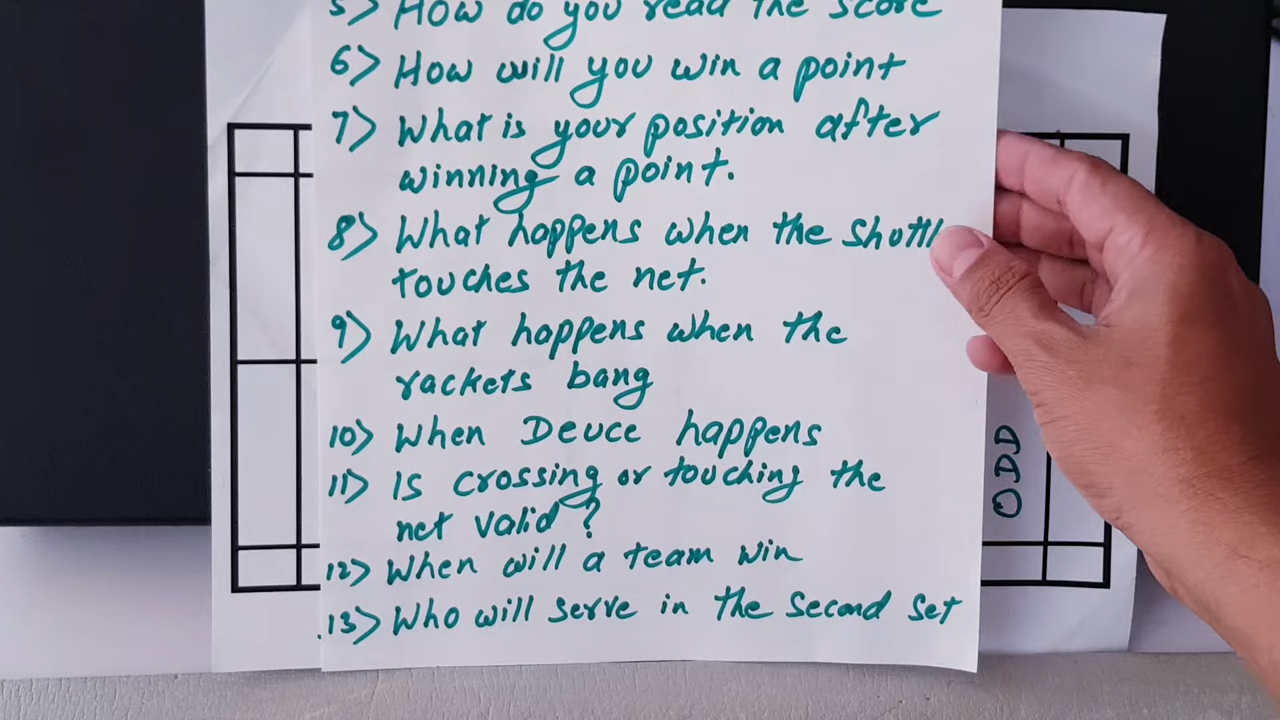 5> How do you read the score
6> How will you win a point
7> What is your position after
winning a point.
8> What happens when the shuttl
touches the net.
9> What happens when the
rackets bang
10> When Deuce happens
11> Is crossing or touching the
net valid?
12> When will a team win
13> Who will serve in the second set
ODD